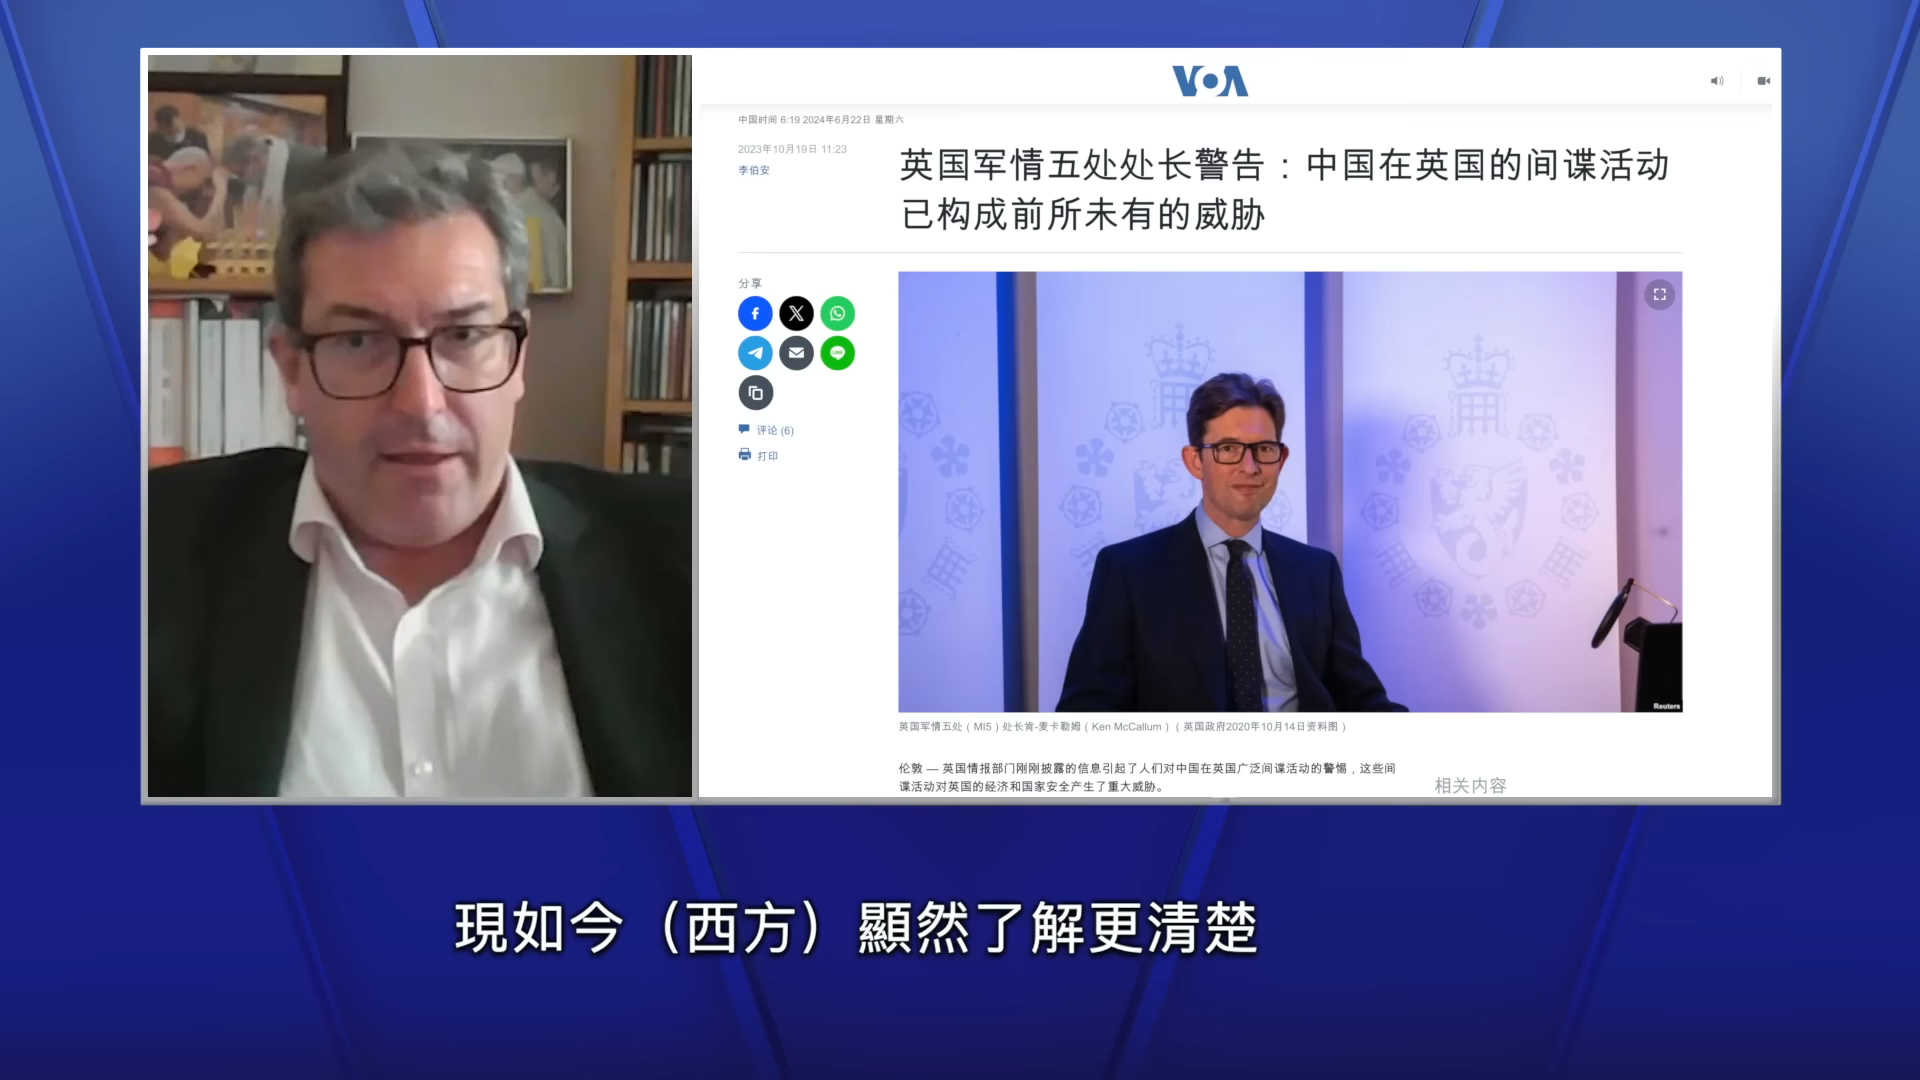 VOA
中国时间 6:19 2024年6月22日 星期六
2023年10月19日 11:23
李伯安
英国军情五处处长警告：中国在英国的间谍活动
已构成前所未有的威胁
分享
LINE
评论 (6)
打印
Reuters
英国军情五处（MI5）处长肯-麦卡勒姆（Ken McCallum）（英国政府2020年10月14日资料图）
伦敦 — 英国情报部门刚刚披露的信息引起了人们对中国在英国广泛间谍活动的警惕，这些间
谍活动对英国的经济和国家安全产生了重大威胁。
相关内容
現如今（西方）顯然了解更清楚